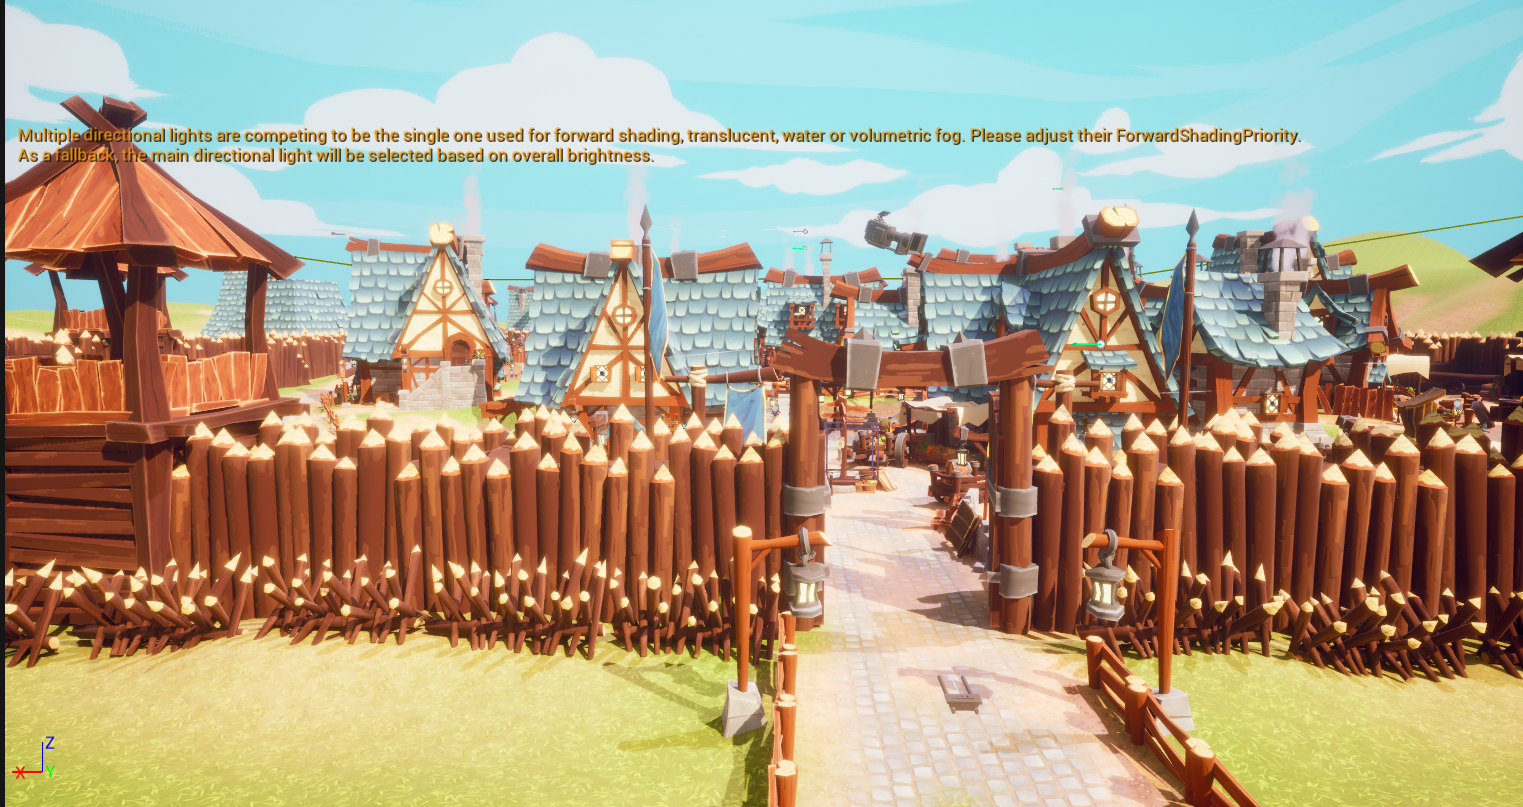 Multiple directional lights are competing to be the single one used for forward shading, translucent, water or volumetric fog. Please adjust their ForwardShadingPriority.
As a fallback, the main directional light will be selected based on overall brightness.
Z
X Y